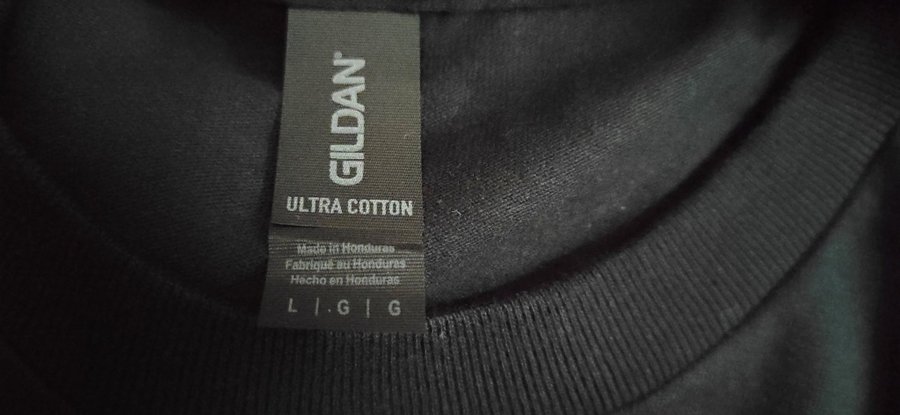 GILDAN®
ULTRA COTTON
Made in Honduras
Fabriqué au Honduras
Hecho en Honduras
L | G | G